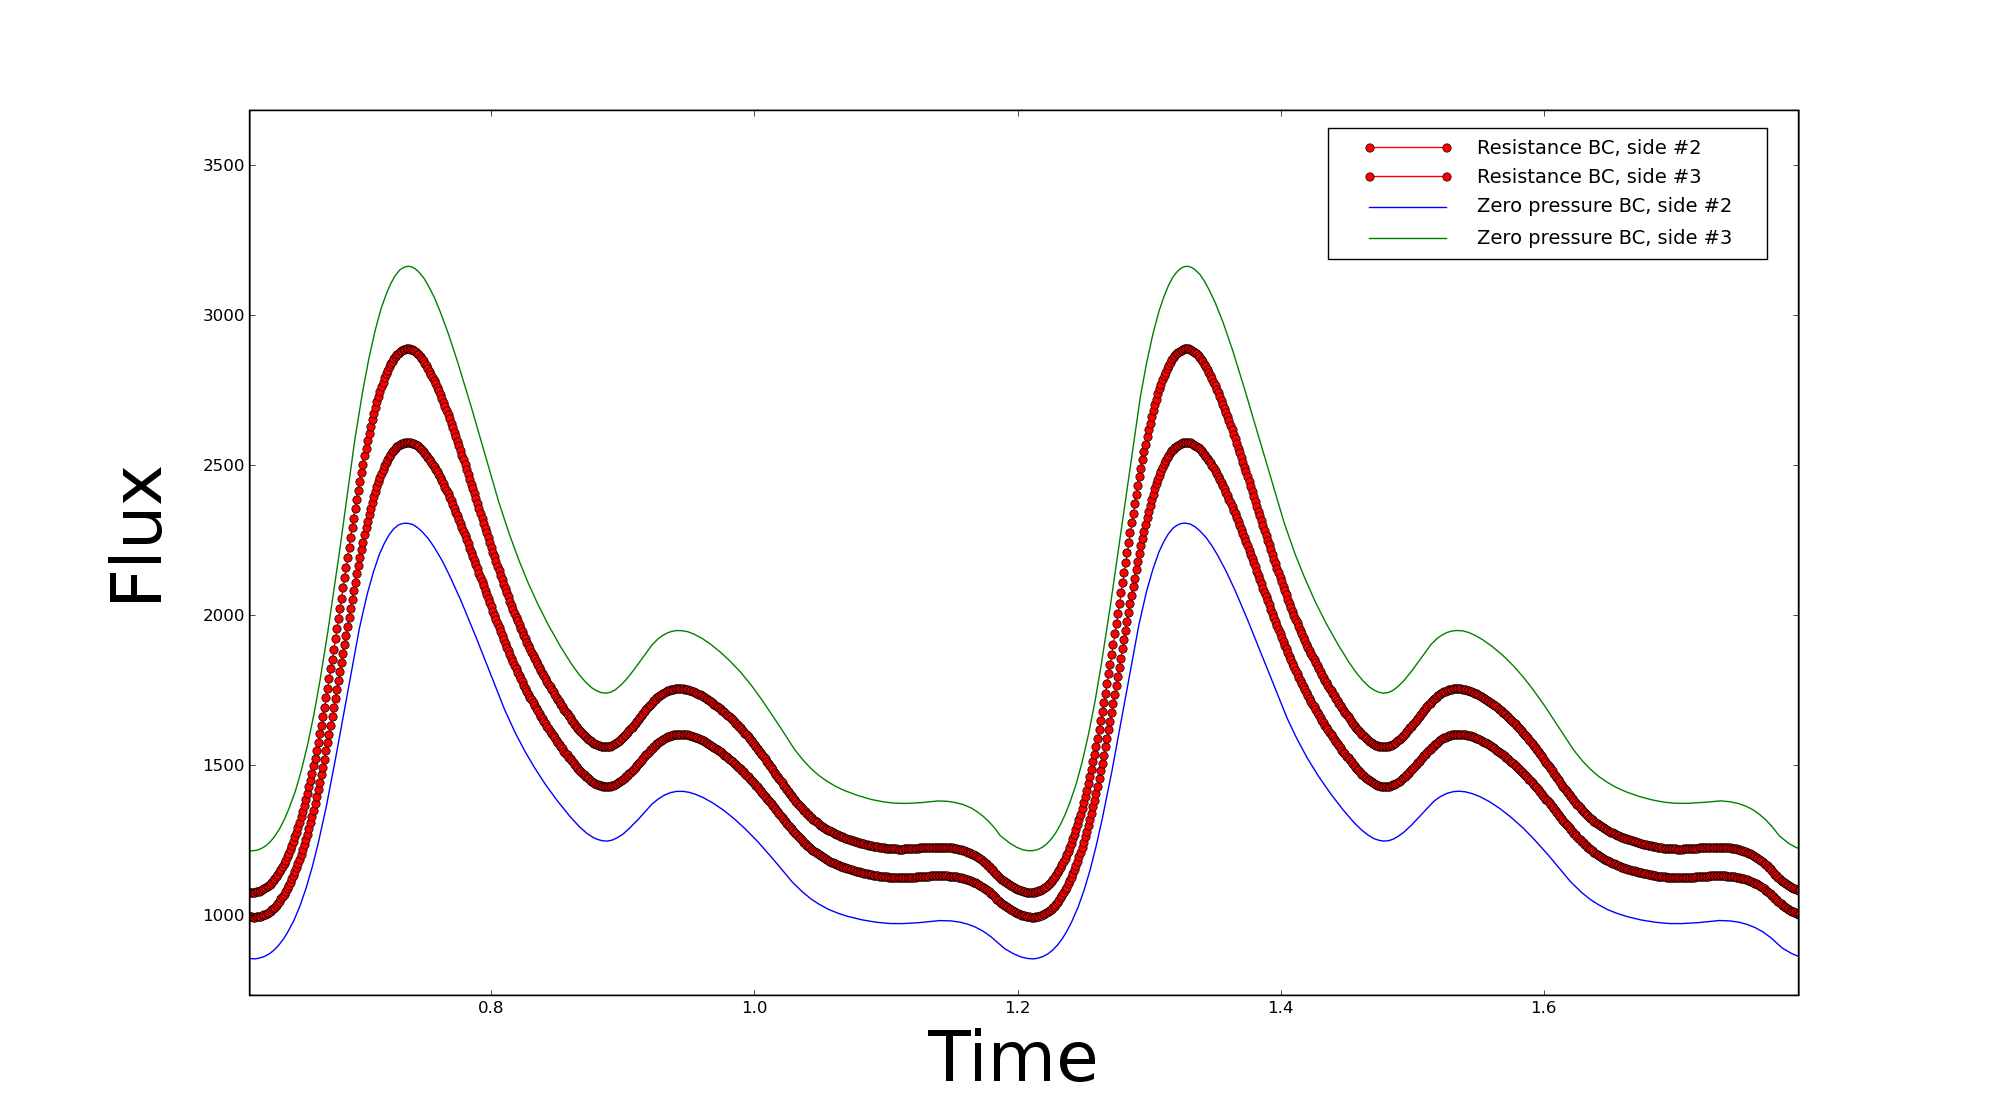 Resistance BC, side #2
Resistance BC, side #3
Zero pressure BC, side #2
Zero pressure BC, side #3
3500
3000
2500
2000
1500
1000
Flux
0.8 1.0 1.2 1.4 1.6
Time